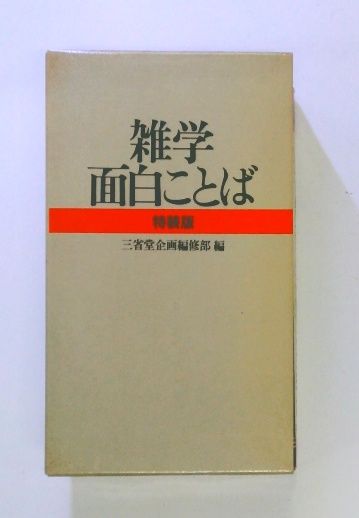 雑学
面白ことば
特装版
三省堂企画編修部 編